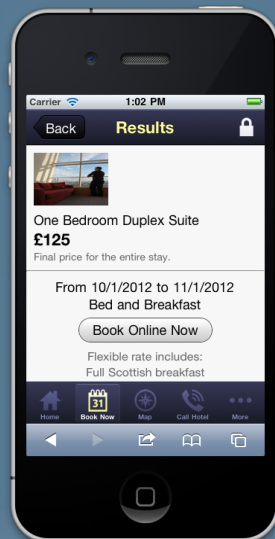 Carrier 1:02 PM
Back Results
One Bedroom Duplex Suite
£125
Final price for the entire stay.
From 10/1/2012 to 11/1/2012
Bed and Breakfast
Book Online Now
Flexible rate includes:
Full Scottish breakfast
31
Home Book Now Map Call Hotel More